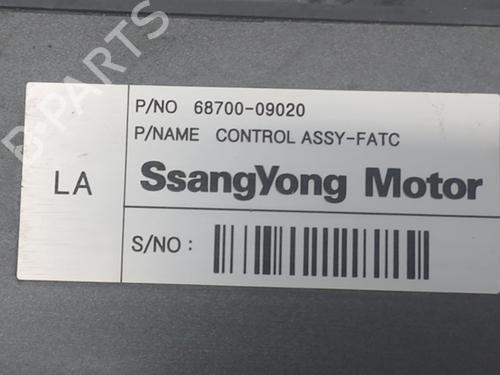 P/NO 68700-09020
P/NAME CONTROL ASSY-FATC
LA
SsangYong Motor
S/NO :
B-PARTS